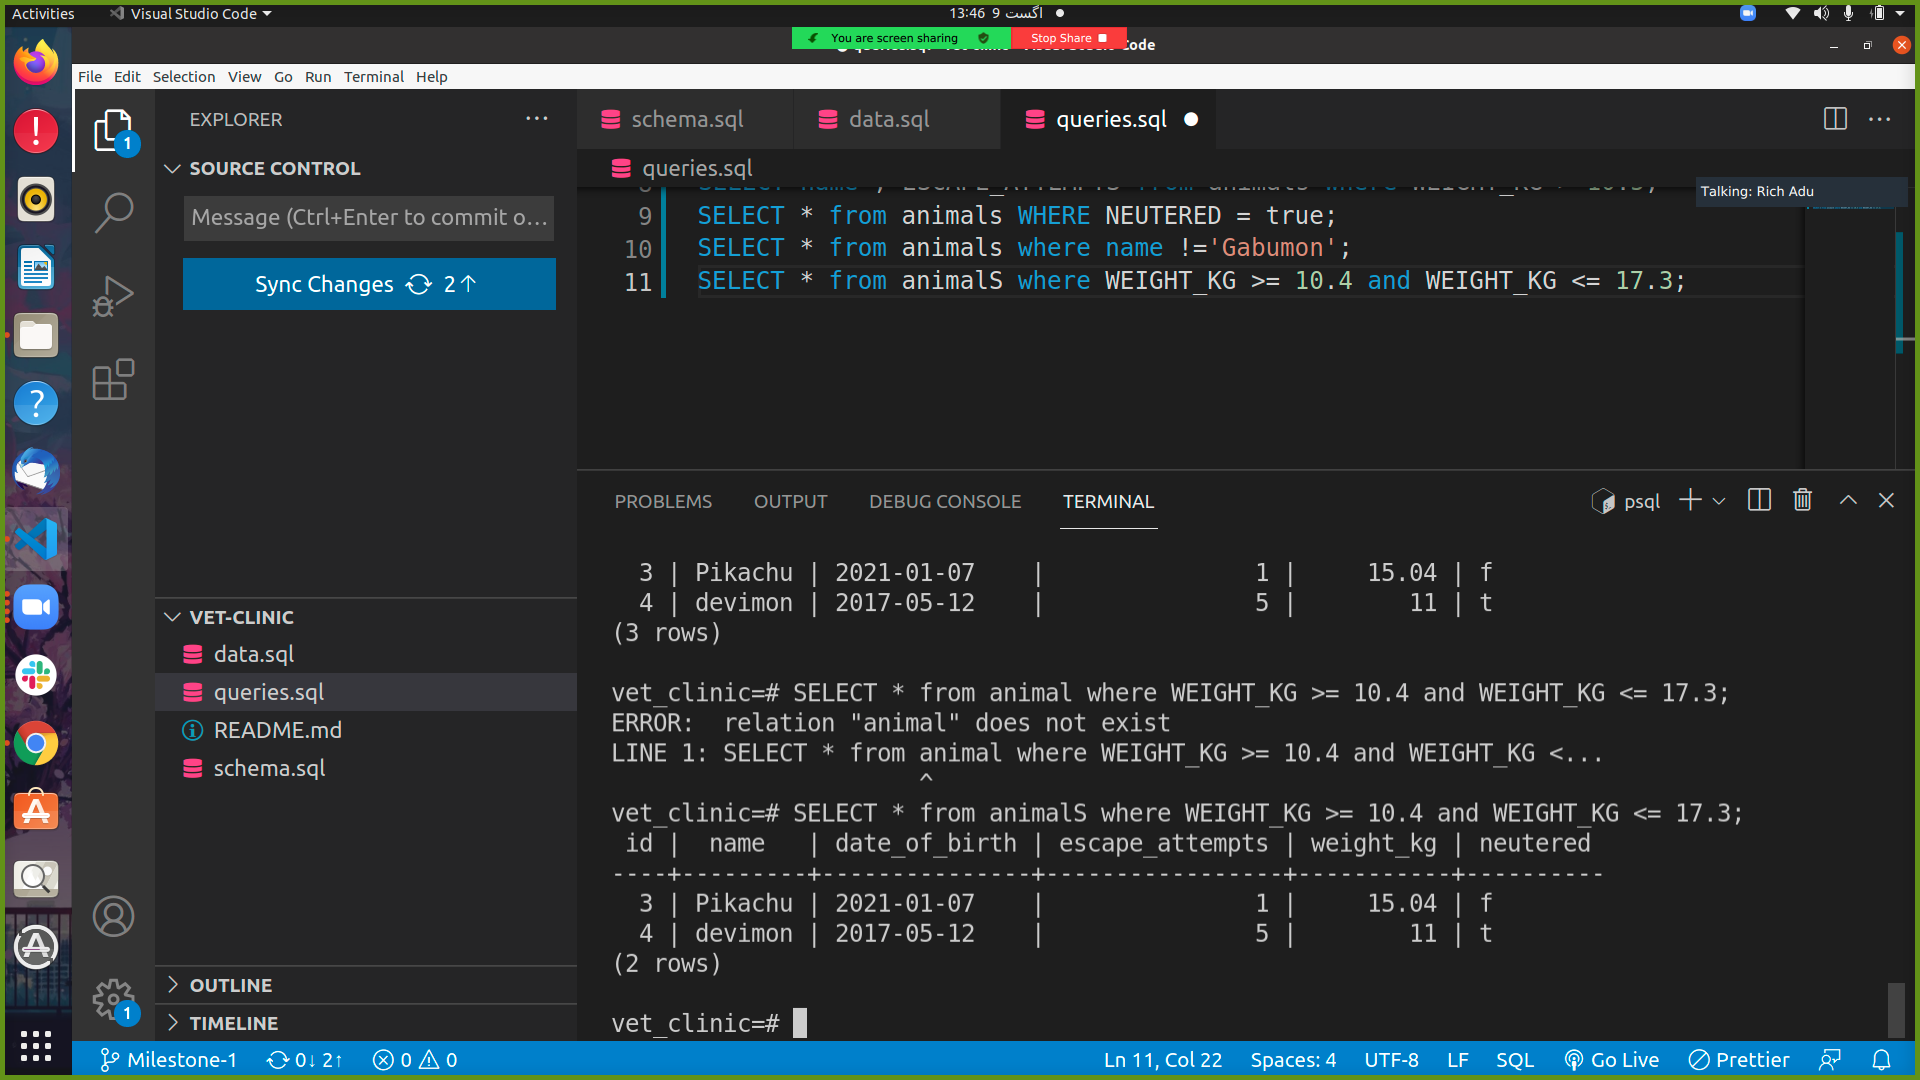 Activities
Visual Studio Code
13:46 9 اگست
You are screen sharing
Stop Share
Code
File Edit Selection View Go Run Terminal Help
EXPLORER
schema.sql
data.sql
queries.sql
SOURCE CONTROL
queries.sql
Talking: Rich Adu
Message (Ctrl+Enter to commit o...
9 SELECT * from animals WHERE NEUTERED = true;
10 SELECT * from animals where name !='Gabumon';
11 SELECT * from animalS where WEIGHT_KG >= 10.4 and WEIGHT_KG <= 17.3;
Sync Changes 2↑
PROBLEMS OUTPUT DEBUG CONSOLE TERMINAL
psql
3 | Pikachu | 2021-01-07 | 1 | 15.04 | f
4 | devimon | 2017-05-12 | 5 | 11 | t
(3 rows)
vet_clinic=# SELECT * from animal where WEIGHT_KG >= 10.4 and WEIGHT_KG <= 17.3;
ERROR: relation "animal" does not exist
LINE 1: SELECT * from animal where WEIGHT_KG >= 10.4 and WEIGHT_KG <...
^
vet_clinic=# SELECT * from animalS where WEIGHT_KG >= 10.4 and WEIGHT_KG <= 17.3;
id | name | date_of_birth | escape_attempts | weight_kg | neutered
----+---------+---------------+-----------------+-----------+----------
3 | Pikachu | 2021-01-07 | 1 | 15.04 | f
4 | devimon | 2017-05-12 | 5 | 11 | t
(2 rows)
vet_clinic=#
VET-CLINIC
data.sql
queries.sql
README.md
schema.sql
OUTLINE
TIMELINE
1
1
Milestone-1 0↓ 2↑ 0 0
Ln 11, Col 22 Spaces: 4 UTF-8 LF SQL Go Live Prettier